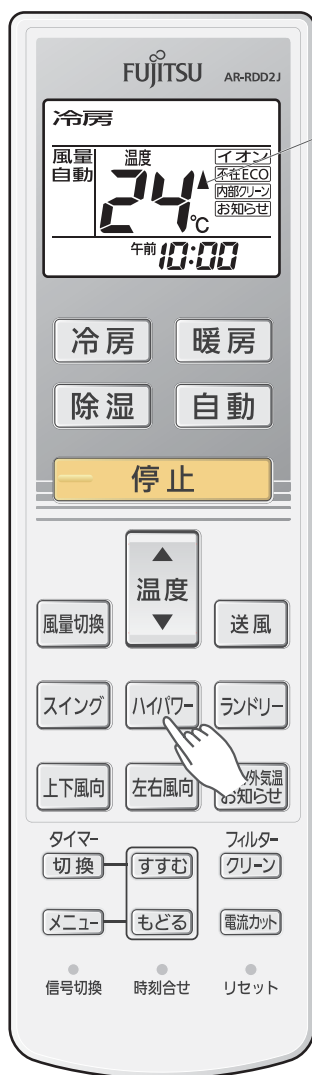 FUJITSU AR-RDD2J
冷房
風量
自動
温度
24℃
イオン
不在ECO
内部クリーン
お知らせ
午前10:00
冷房 暖房
除湿 自動
停止
温度
風量切換 送風
スイング ハイパワー ランドリー
上下風向 左右風向 外気温
お知らせ
タイマー フィルター
切換 すすむ クリーン
メニュー もどる 電流カット
信号切換 時刻合せ リセット